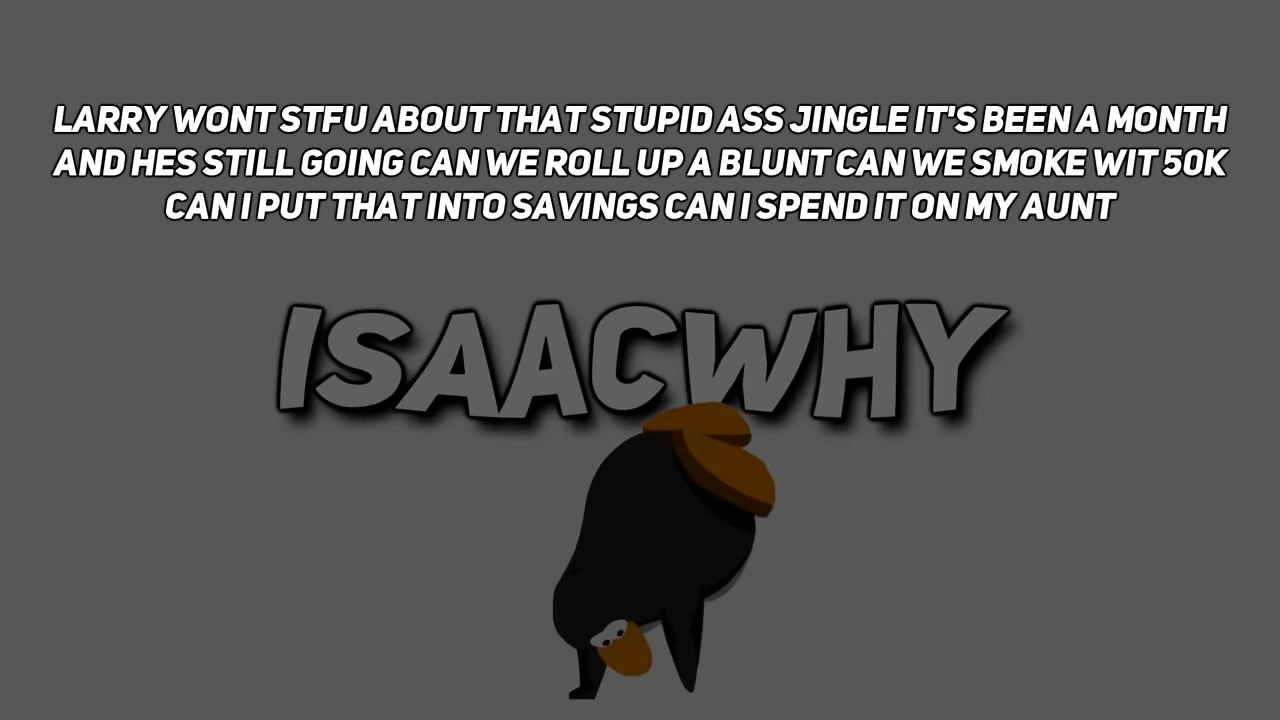 LARRY WONT STFU ABOUT THAT STUPID ASS JINGLE IT'S BEEN A MONTH
AND HES STILL GOING CAN WE ROLL UP A BLUNT CAN WE SMOKE WIT 50K
CAN I PUT THAT INTO SAVINGS CAN I SPEND IT ON MY AUNT
ISAACWHY